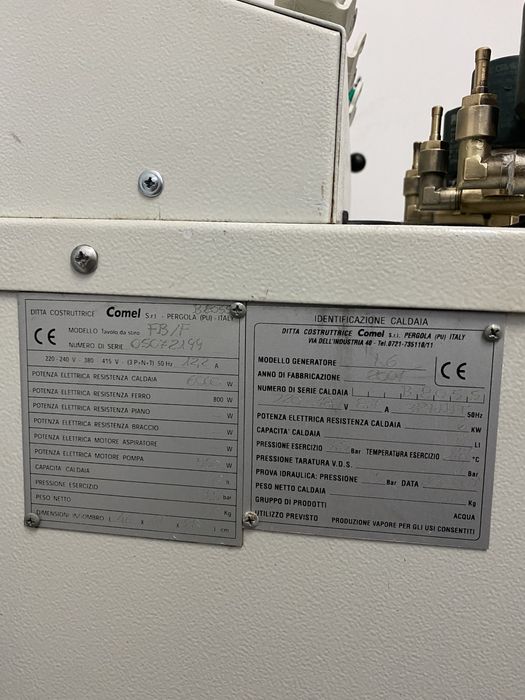 DITTA COSTRUTTRICE Comel S.r.l. - PERGOLA (PU) - ITALY
CE MODELLO Tavolo da stiro FB/F
NUMERO DI SERIE 05072199
220 - 240 V - 380 415 V - (3 P+N+T) 50 Hz 12,2 A
POTENZA ELETTRICA RESISTENZA CALDAIA 6000 W
POTENZA ELETTRICA RESISTENZA FERRO 800 W
POTENZA ELETTRICA RESISTENZA PIANO W
POTENZA ELETTRICA RESISTENZA BRACCIO W
POTENZA ELETTRICA MOTORE ASPIRATORE W
POTENZA ELETTRICA MOTORE POMPA W
CAPACITA CALDAIA lt.
PRESSIONE ESERCIZIO bar
PESO NETTO Kg
DIMENSIONI INGOMBRO L cm
IDENTIFICAZIONE CALDAIA
DITTA COSTRUTTRICE Comel s.r.l. PERGOLA (PU) ITALY
VIA DELL'INDUSTRIA 40 - Tel.0721-735118/11
MODELLO GENERATORE CE
ANNO DI FABBRICAZIONE
NUMERO DI SERIE CALDAIA
V 50Hz
POTENZA ELETTRICA RESISTENZA CALDAIA KW
CAPACITA' CALDAIA Lt
PRESSIONE ESERCIZIO Bar TEMPERATURA ESERCIZIO °C
PRESSIONE TARATURA V.D.S. Bar
PROVA IDRAULICA: PRESSIONE Bar DATA
PESO NETTO CALDAIA Kg
GRUPPO DI PRODOTTI ACQUA
UTILIZZO PREVISTO PRODUZIONE VAPORE PER GLI USI CONSENTITI